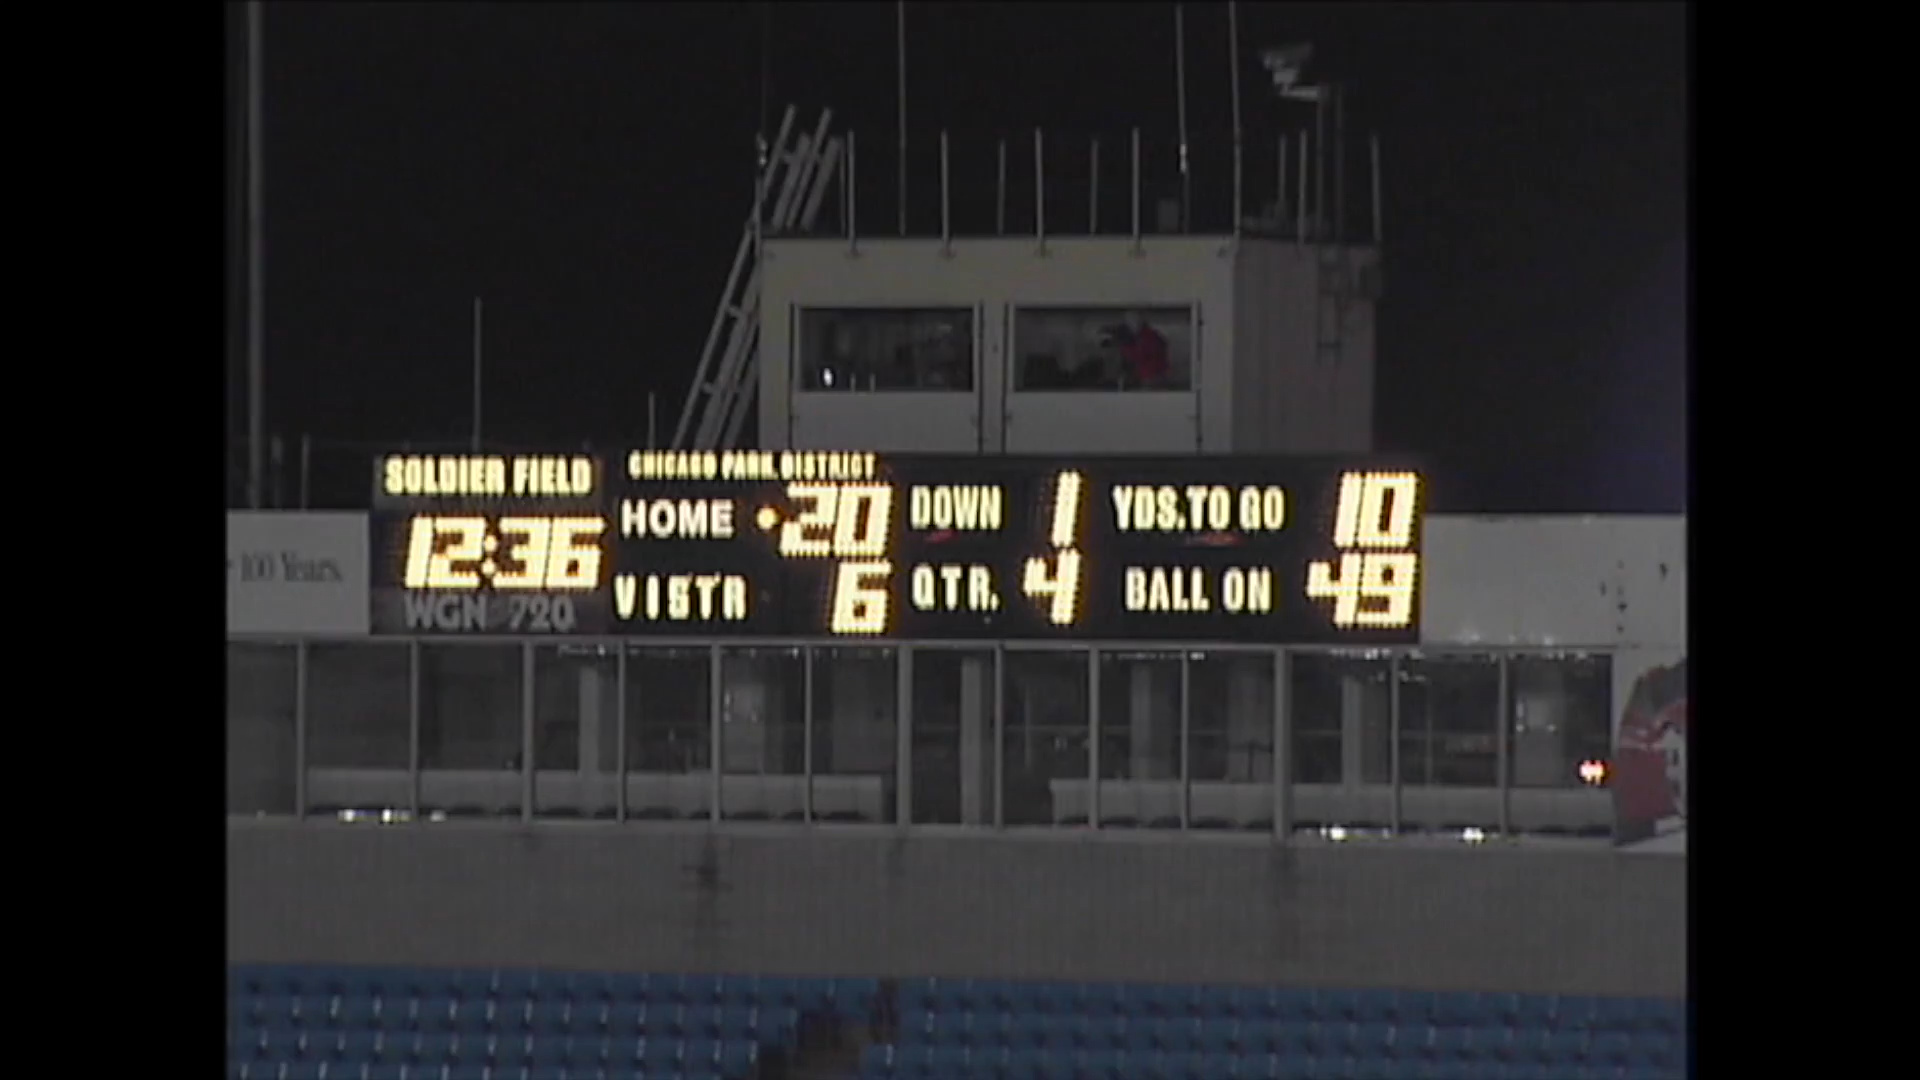 SOLDIER FIELD
CHICAGO PARK DISTRICT
12:36
HOME 20
DOWN 1
YDS.TO GO 10
VISTR 6
QTR. 4
BALL ON 49
WGN 720
100 Years.